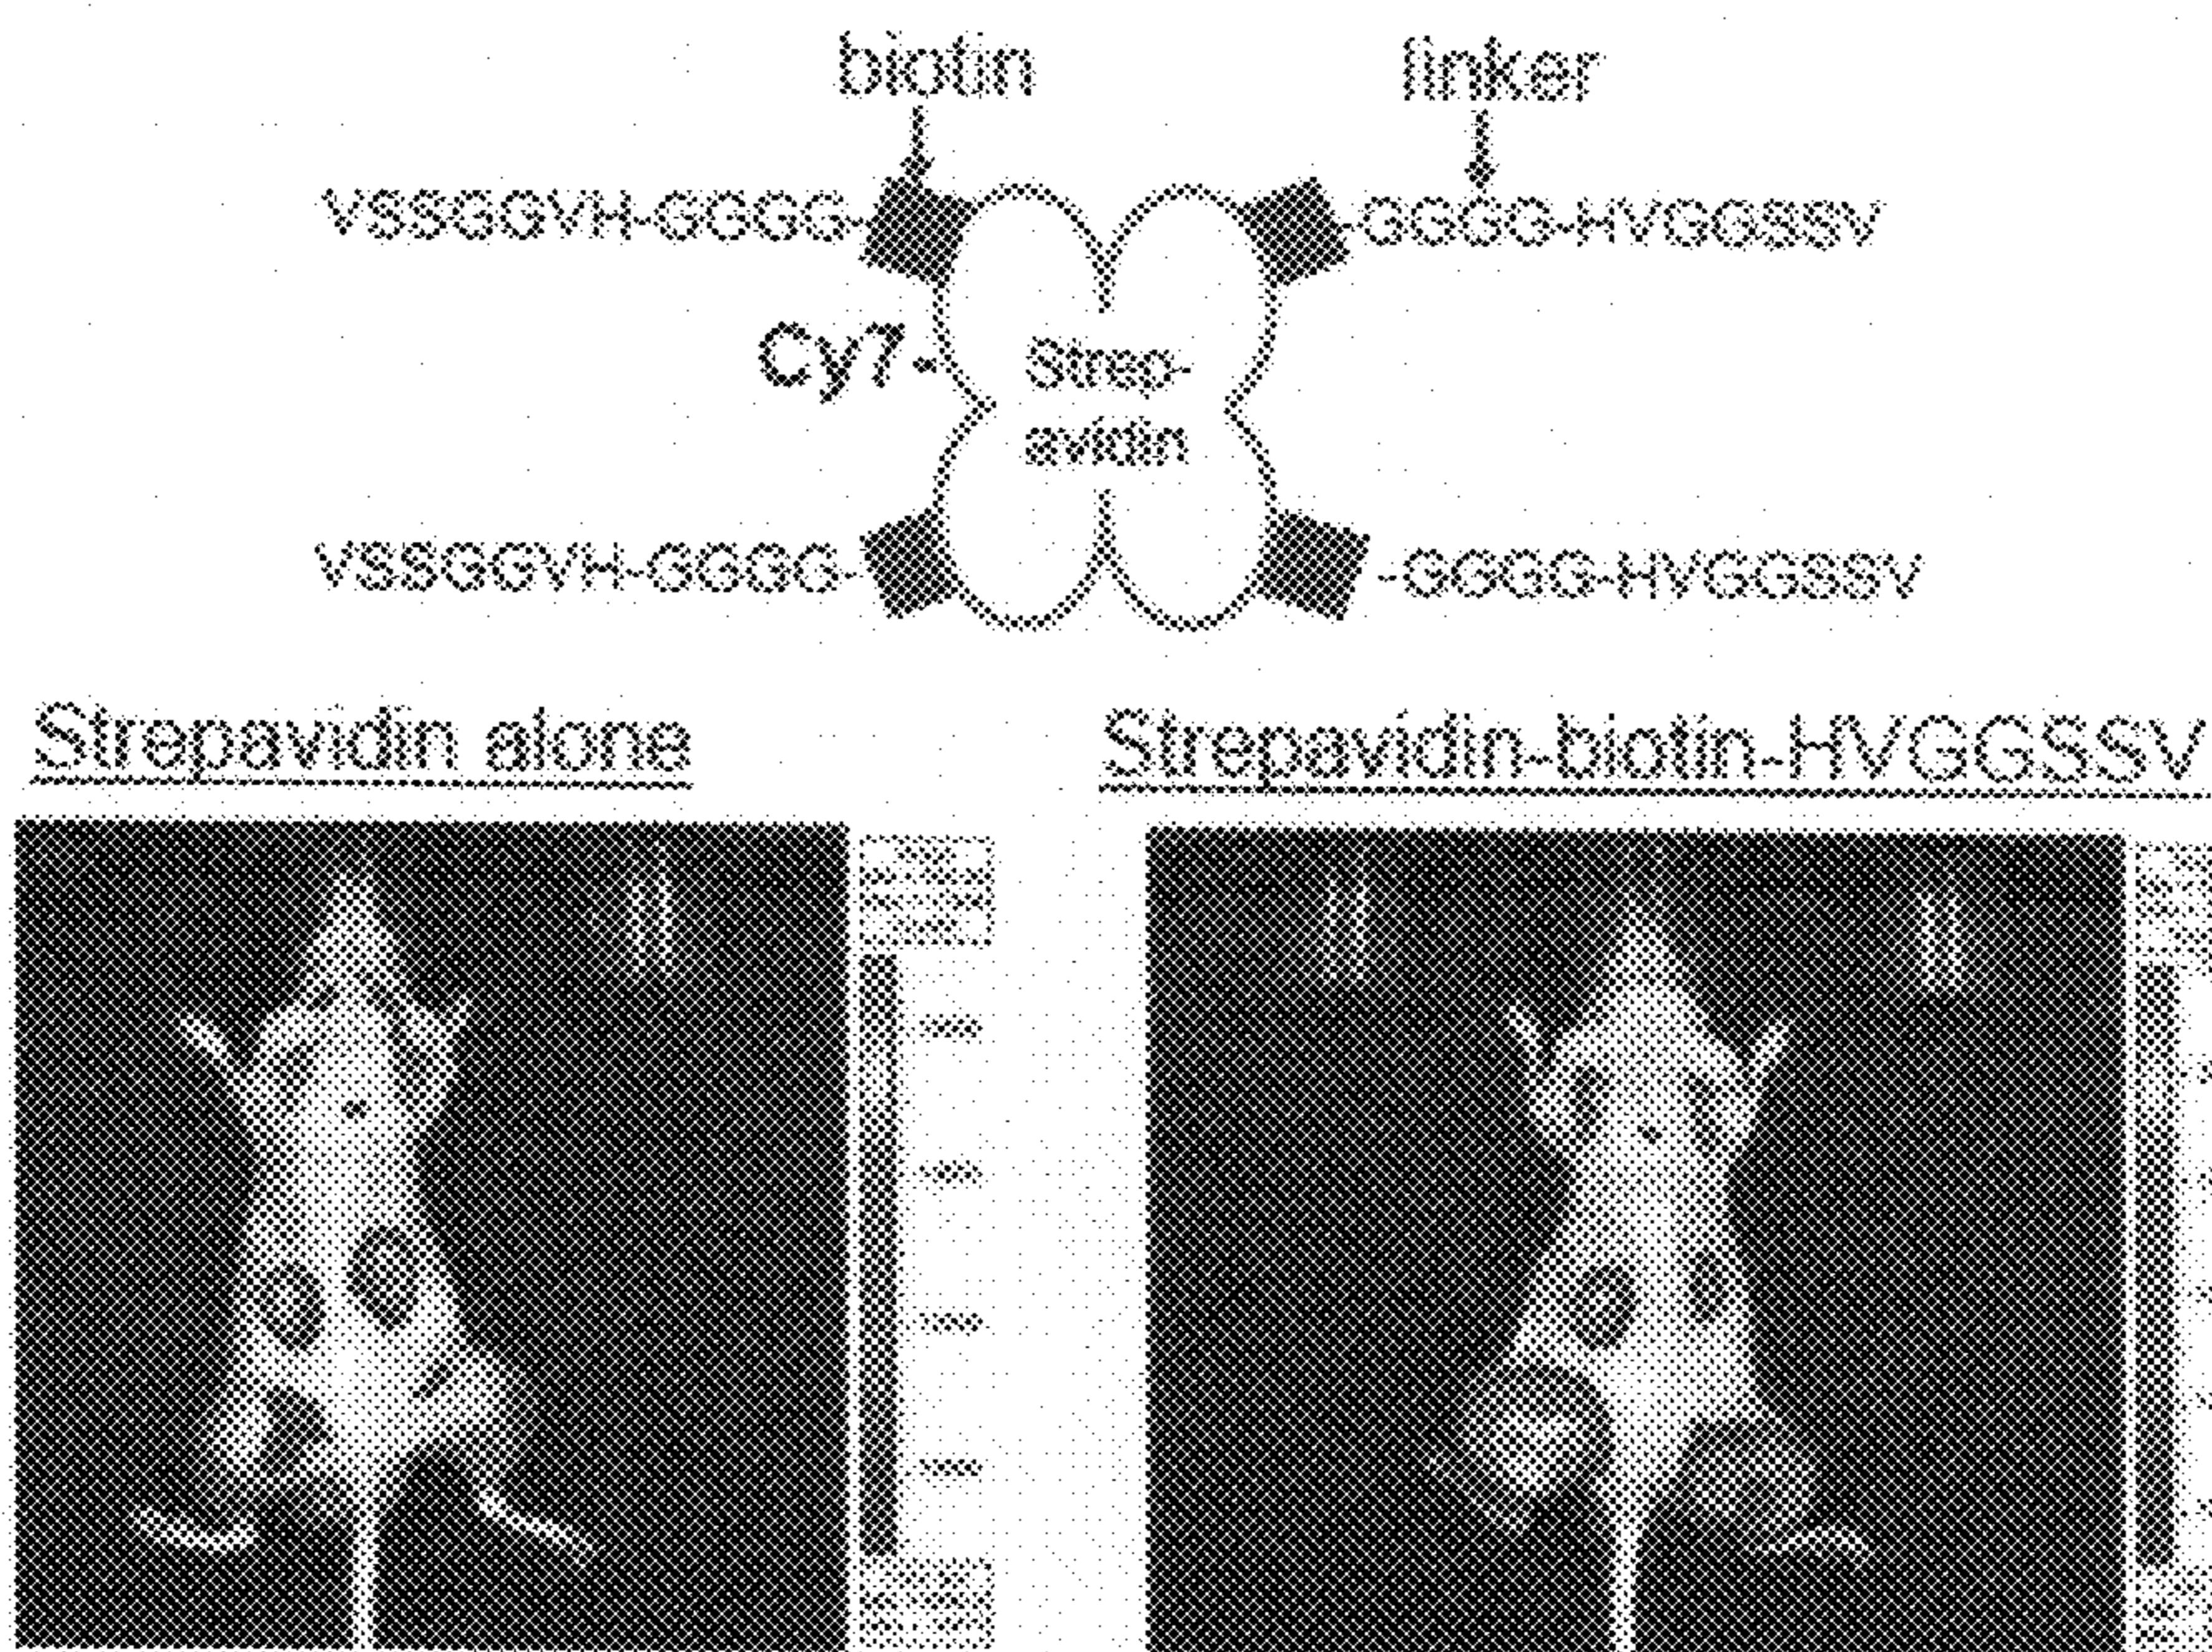 biotin
linker
VSSGGVH-GGGG-
-GGGG-HVGGSSV
Cy7-
Strep-
avidin
VSSGGVH-GGGG-
-GGGG-HVGGSSV
Strepavidin alone
Strepavidin-biotin-HVGGSSV